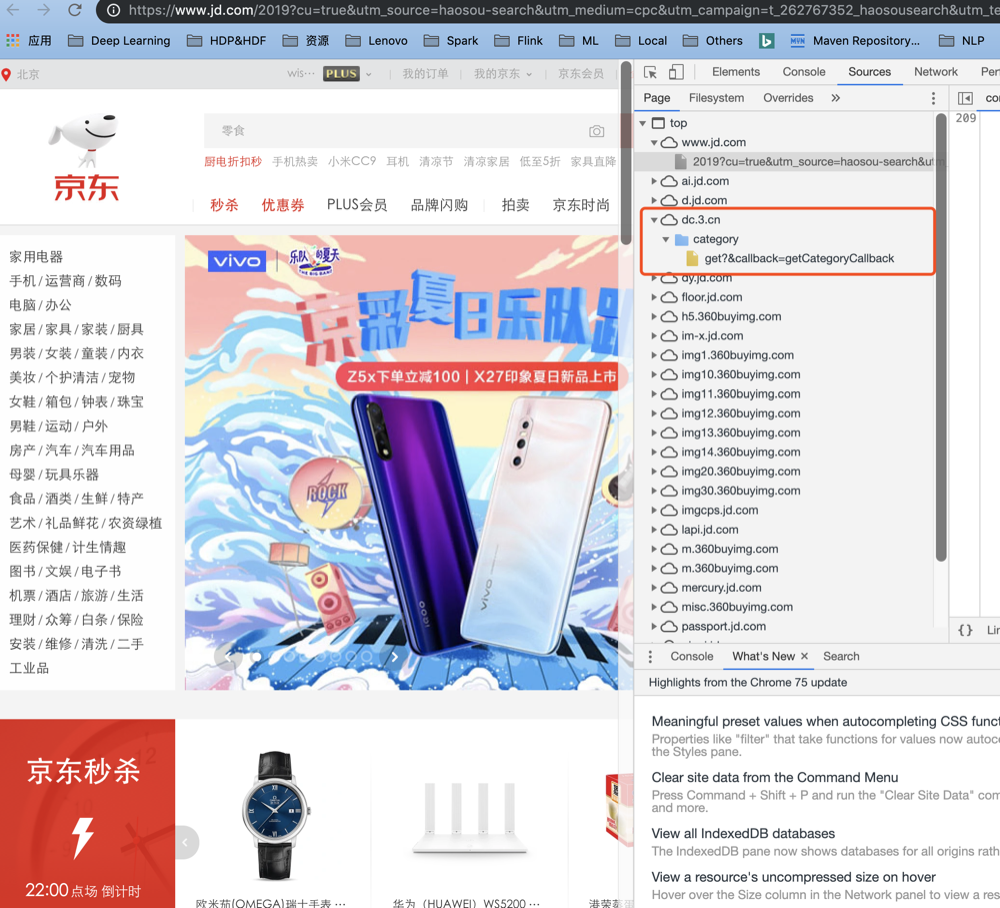 https://www.jd.com/2019?cu=true&utm_source=haosou-search&utm_medium=cpc&utm_campaign=t_262767352_haosousearch&utm_te
应用 Deep Learning HDP&HDF 资源 Lenovo Spark Flink ML Local Others Maven Repository... NLP
北京 wis··· PLUS 我的订单 我的京东 京东会员
零食
京东
厨电折扣秒 手机热卖 小米CC9 耳机 清凉节 清凉家居 低至5折 家具直降
秒杀 优惠券 PLUS会员 品牌闪购 拍卖 京东时尚
家用电器
手机 / 运营商 / 数码
电脑 / 办公
家居 / 家具 / 家装 / 厨具
男装 / 女装 / 童装 / 内衣
美妆 / 个护清洁 / 宠物
女鞋 / 箱包 / 钟表 / 珠宝
男鞋 / 运动 / 户外
房产 / 汽车 / 汽车用品
母婴 / 玩具乐器
食品 / 酒类 / 生鲜 / 特产
艺术 / 礼品鲜花 / 农资绿植
医药保健 / 计生情趣
图书 / 文娱 / 电子书
机票 / 酒店 / 旅游 / 生活
理财 / 众筹 / 白条 / 保险
安装 / 维修 / 清洗 / 二手
工业品
vivo 乐队的夏天
THE BIG BAND
京彩夏日乐队
Z5x下单立减100 | X27印象夏日新品上市
ROCK
vivo
京东秒杀
22:00 点场 倒计时
欧米茄(OMEGA)瑞士手表 ···
华为（HUAWEI）WS5200 ···
港荣蒸蛋
Elements Console Sources Network Per
Page Filesystem Overrides »
209
top
www.jd.com
2019?cu=true&utm_source=haosou-search&utm
ai.jd.com
d.jd.com
dc.3.cn
category
get?&callback=getCategoryCallback
dy.jd.com
floor.jd.com
h5.360buyimg.com
im-x.jd.com
img1.360buyimg.com
img10.360buyimg.com
img11.360buyimg.com
img12.360buyimg.com
img13.360buyimg.com
img14.360buyimg.com
img20.360buyimg.com
img30.360buyimg.com
imgcps.jd.com
lapi.jd.com
m.360buyimg.com
m.360buyimg.com
mercury.jd.com
misc.360buyimg.com
passport.jd.com
{} Lin
Console What's New × Search
Highlights from the Chrome 75 update
Meaningful preset values when autocompleting CSS funct
Properties like "filter" that take functions for values now autoco
the Styles pane.
Clear site data from the Command Menu
Press Command + Shift + P and run the "Clear Site Data" com
and more.
View all IndexedDB databases
The IndexedDB pane now shows databases for all origins rath
View a resource's uncompressed size on hover
Hover over the Size column in the Network panel to view a res